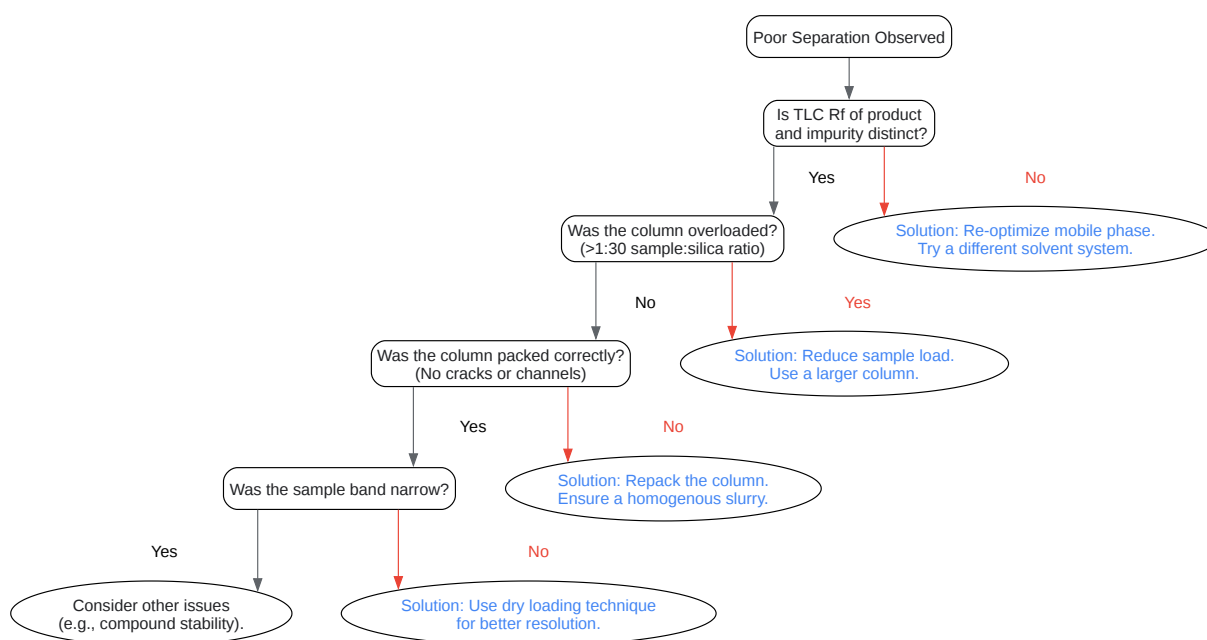 Poor Separation Observed
Is TLC Rf of product
and impurity distinct?
Yes
No
Was the column overloaded?
(>1:30 sample:silica ratio)
Solution: Re-optimize mobile phase.
Try a different solvent system.
No
Yes
Was the column packed correctly?
(No cracks or channels)
Solution: Reduce sample load.
Use a larger column.
Yes
No
Was the sample band narrow?
Solution: Repack the column.
Ensure a homogenous slurry.
Yes
No
Consider other issues
(e.g., compound stability).
Solution: Use dry loading technique
for better resolution.